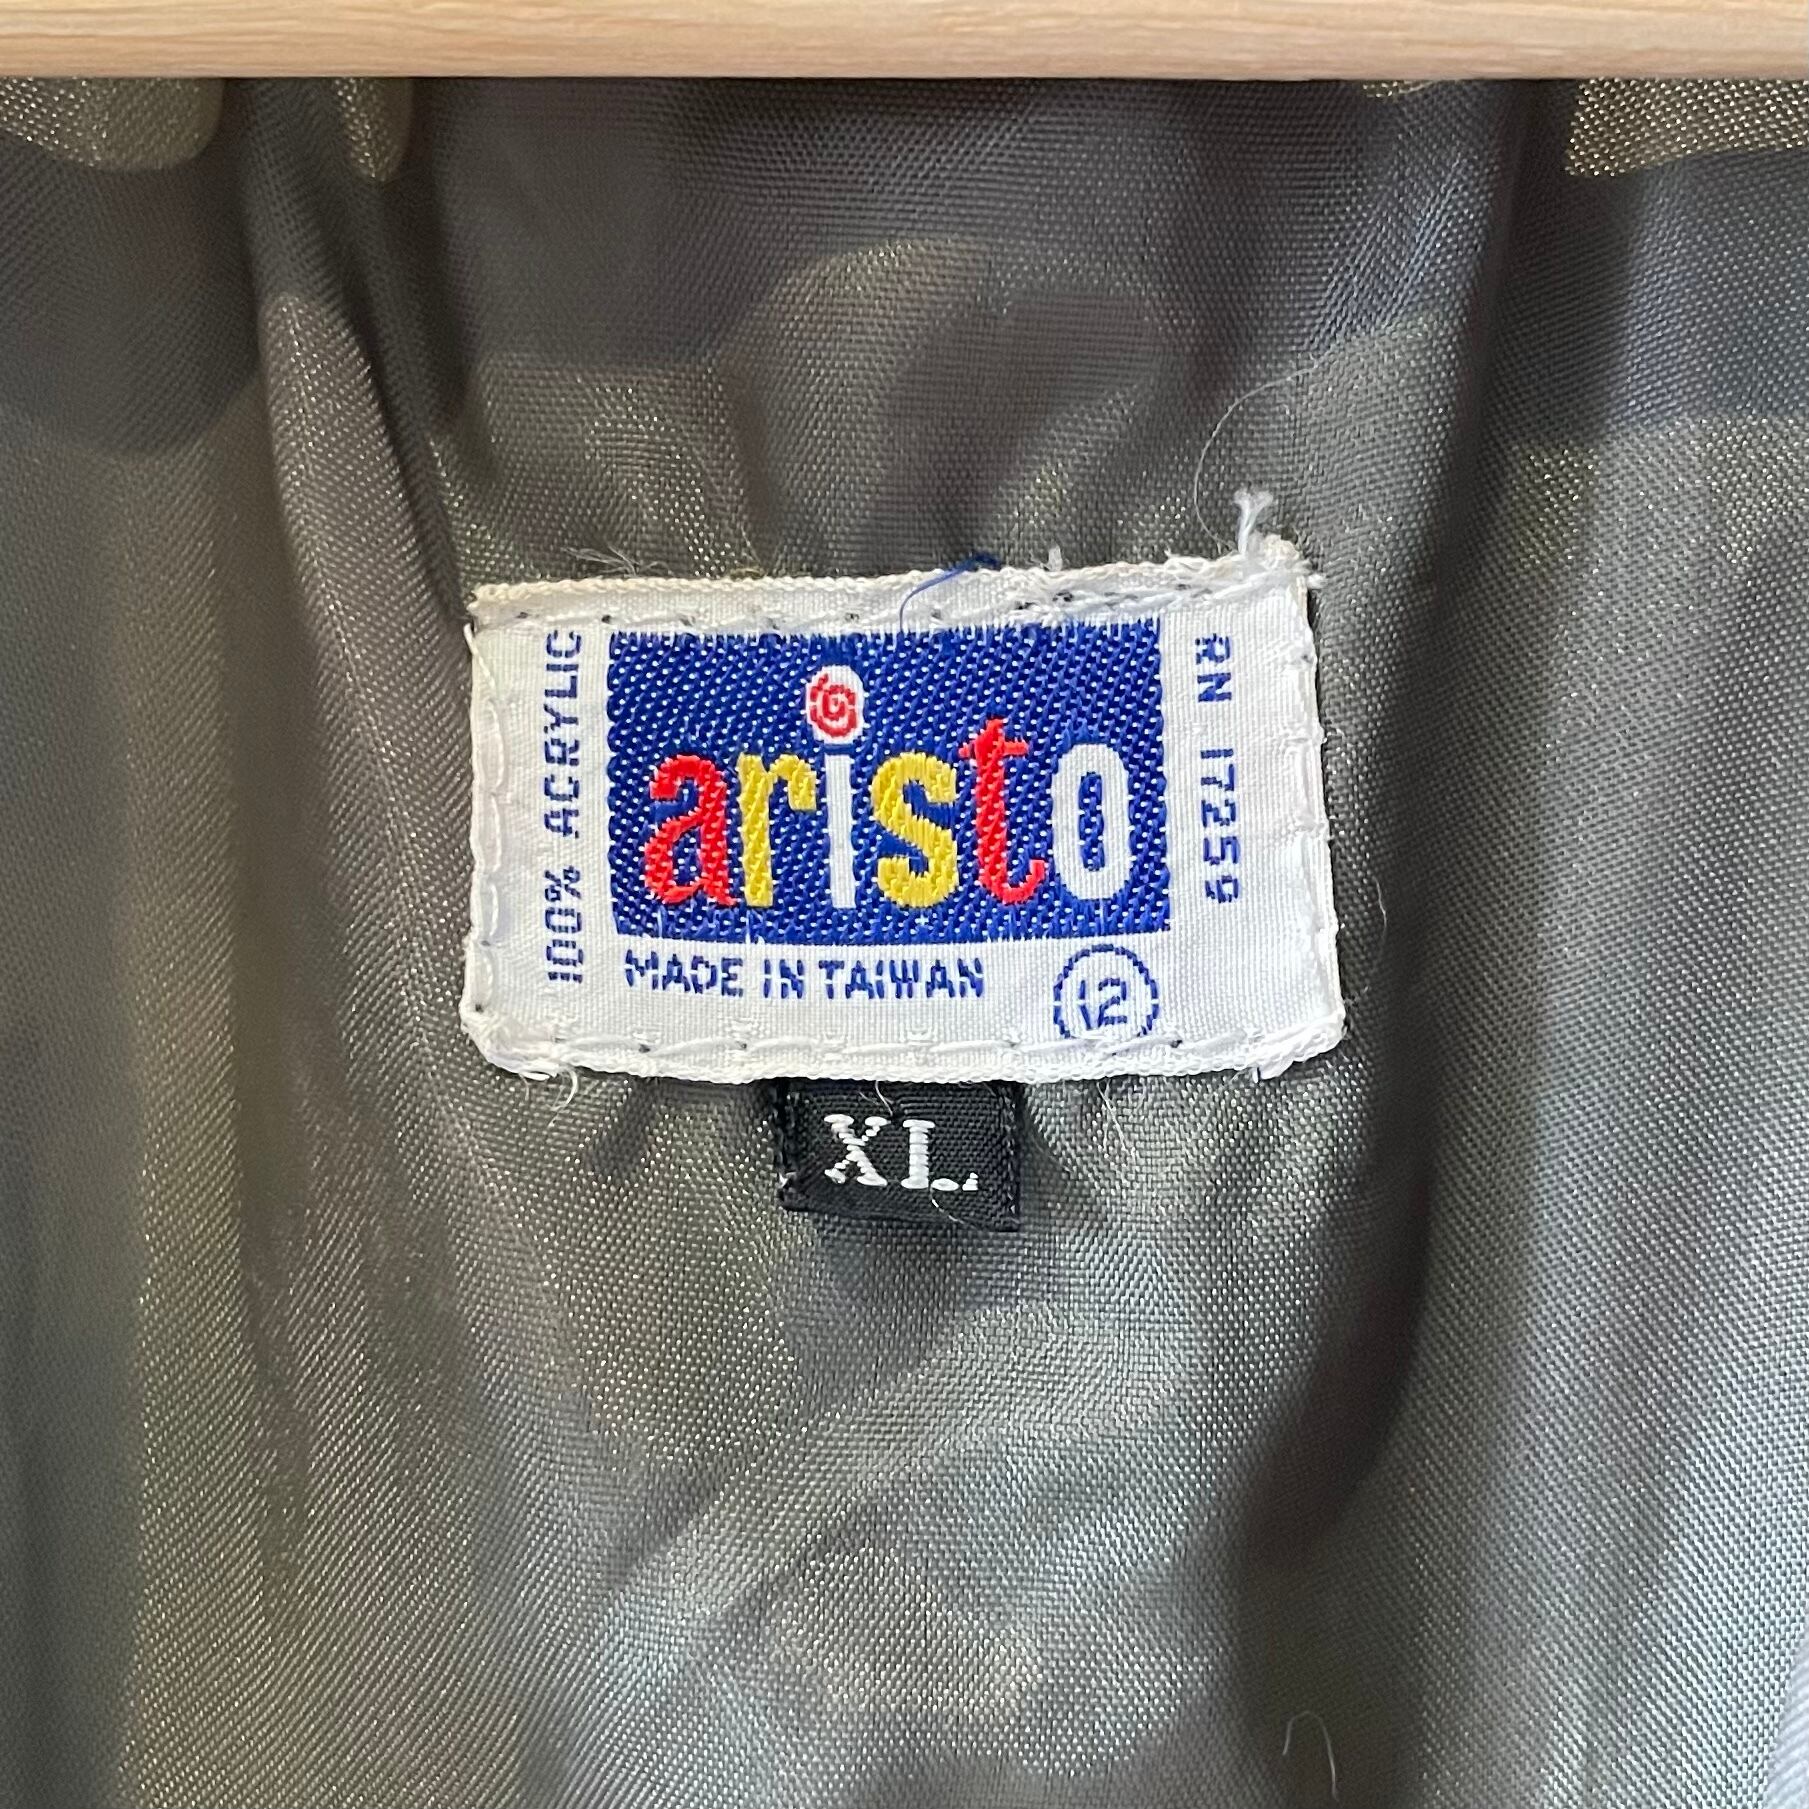 100% ACRYLIC
aristo
RN 17259
MADE IN TAIWAN
12
XL